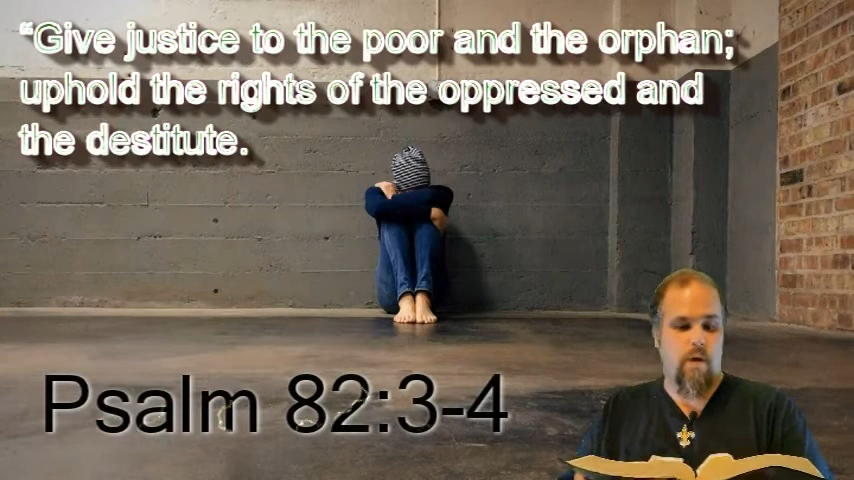 “Give justice to the poor and the orphan;
uphold the rights of the oppressed and
the destitute.
Psalm 82:3-4